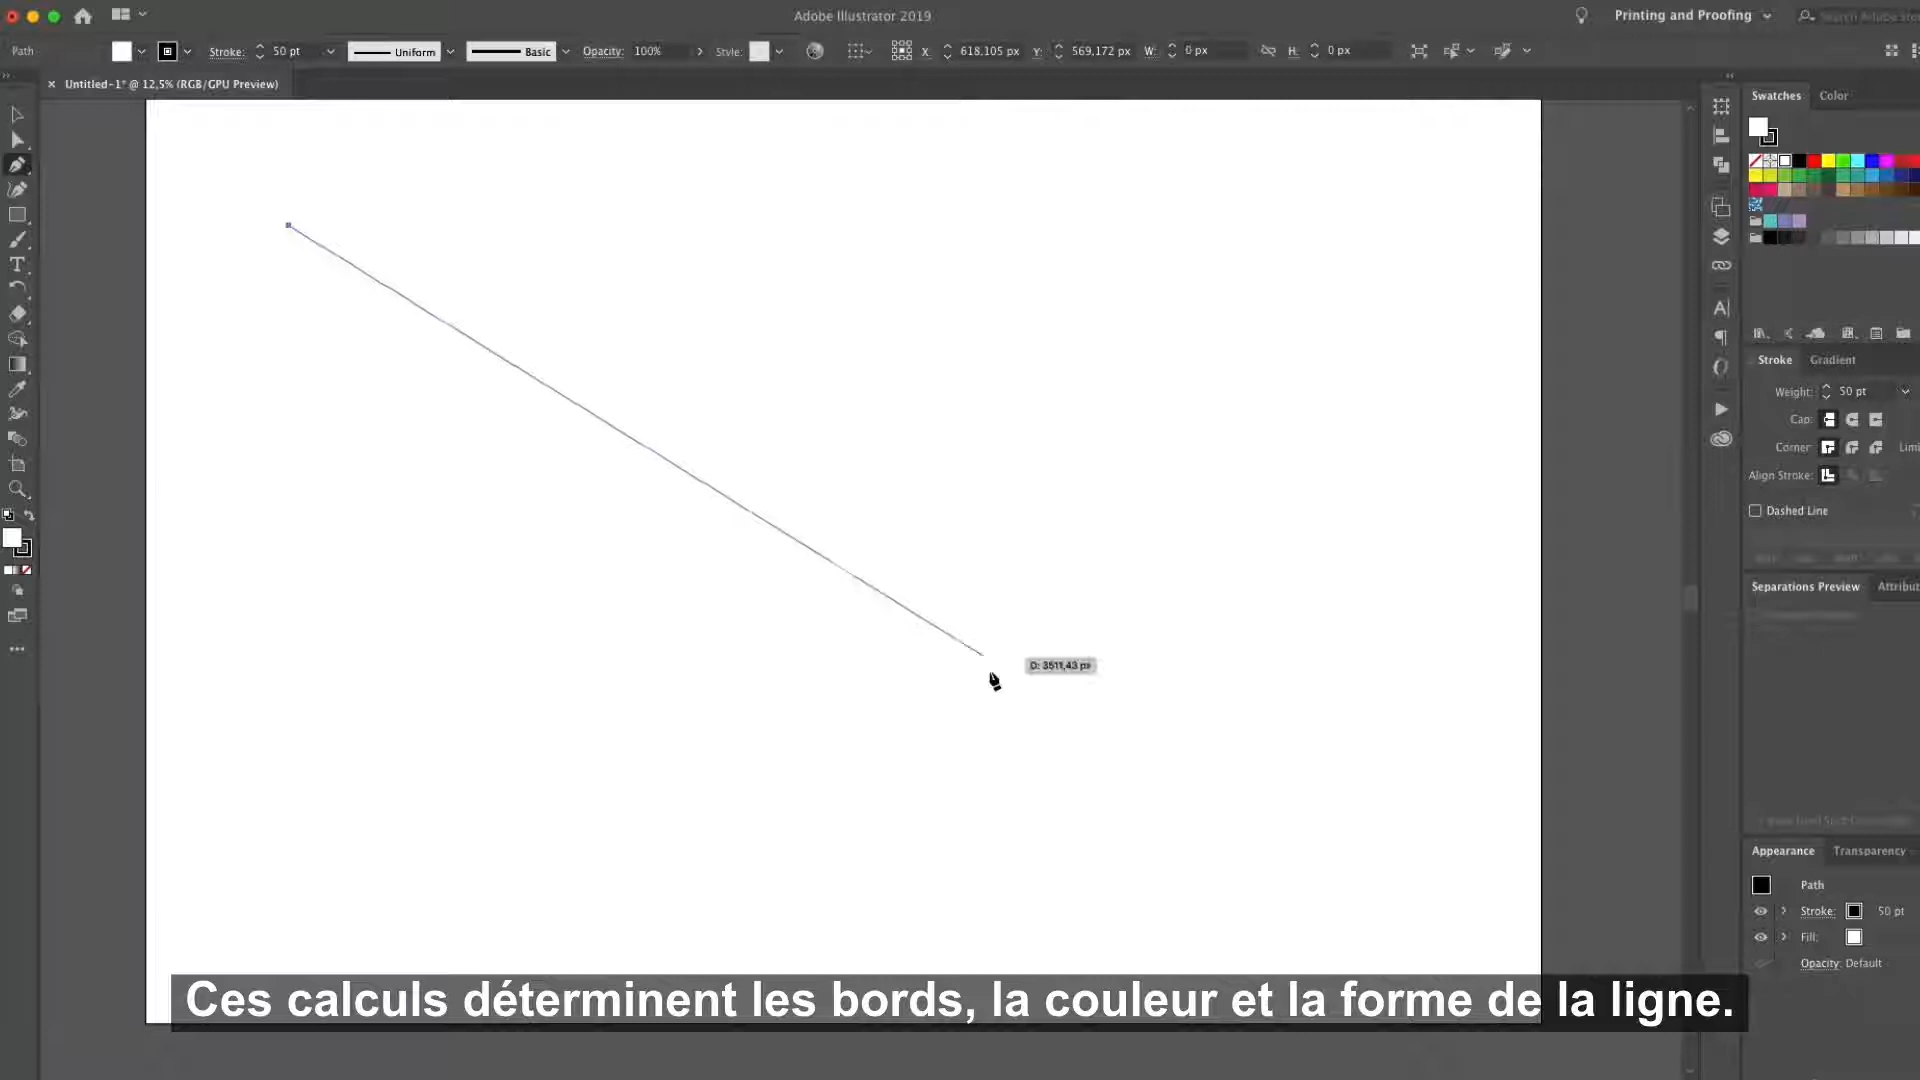 Adobe Illustrator 2019
Printing and Proofing
Search Adobe Stock
Path
Stroke: 50 pt
Uniform
Basic
Opacity: 100%
Style:
X: 618,105 px
Y: 569,172 px
W: 0 px
H: 0 px
Untitled-1* @ 12,5% (RGB/GPU Preview)
Swatches Color
Stroke Gradient
Weight: 50 pt
Cap:
Corner:
Align Stroke:
Dashed Line
Separations Preview
D: 3511,43 px
Appearance Transparency
Path
Stroke: 50 pt
Fill:
Opacity: Default
Ces calculs déterminent les bords, la couleur et la forme de la ligne.